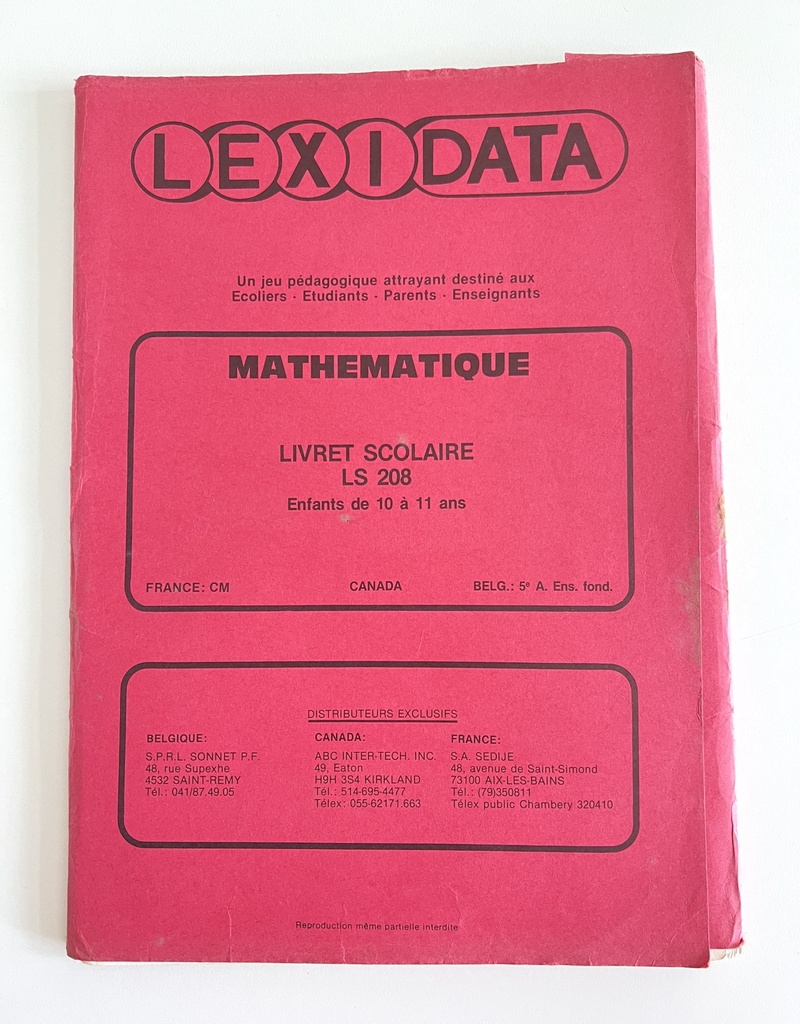 LEXIDATA
Un jeu pédagogique attrayant destiné aux
Ecoliers - Etudiants - Parents - Enseignants
MATHEMATIQUE
LIVRET SCOLAIRE
LS 208
Enfants de 10 à 11 ans
FRANCE: CM CANADA BELG.: 5e A. Ens. fond.
DISTRIBUTEURS EXCLUSIFS
BELGIQUE:
S.P.R.L. SONNET P.F.
48, rue Supexhe
4532 SAINT-REMY
Tél.: 041/87.49.05
CANADA:
ABC INTER-TECH. INC.
49, Eaton
H9H 3S4 KIRKLAND
Tél.: 514-695-4477
Télex: 055-62171.663
FRANCE:
S.A. SEDIJE
48, avenue de Saint-Simond
73100 AIX-LES-BAINS
Tél.: (79)350811
Télex public Chambery 320410
Reproduction même partielle interdite